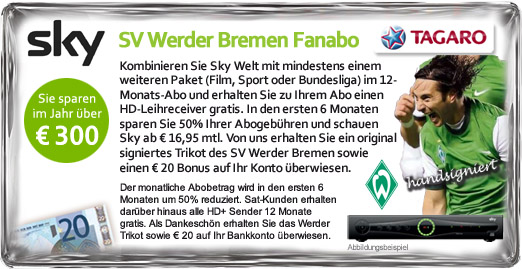 sky
SV Werder Bremen Fanabo
TAGARO
Sie sparen
im Jahr über
€ 300
Kombinieren Sie Sky Welt mit mindestens einem
weiteren Paket (Film, Sport oder Bundesliga) im 12-
Monats-Abo und erhalten Sie zu Ihrem Abo einen
HD-Leihreceiver gratis. In den ersten 6 Monaten
sparen Sie 50% Ihrer Abogebühren und schauen
Sky ab € 16,95 mtl. Von uns erhalten Sie ein original
signiertes Trikot des SV Werder Bremen sowie
einen € 20 Bonus auf Ihr Konto überwiesen.
Der monatliche Abobetrag wird in den ersten 6
Monaten um 50% reduziert. Sat-Kunden erhalten
darüber hinaus alle HD+ Sender 12 Monate
gratis. Als Dankeschön erhalten Sie das Werder
Trikot sowie € 20 auf Ihr Bankkonto überwiesen.
handsigniert
W
20
sky
Abbildungsbeispiel